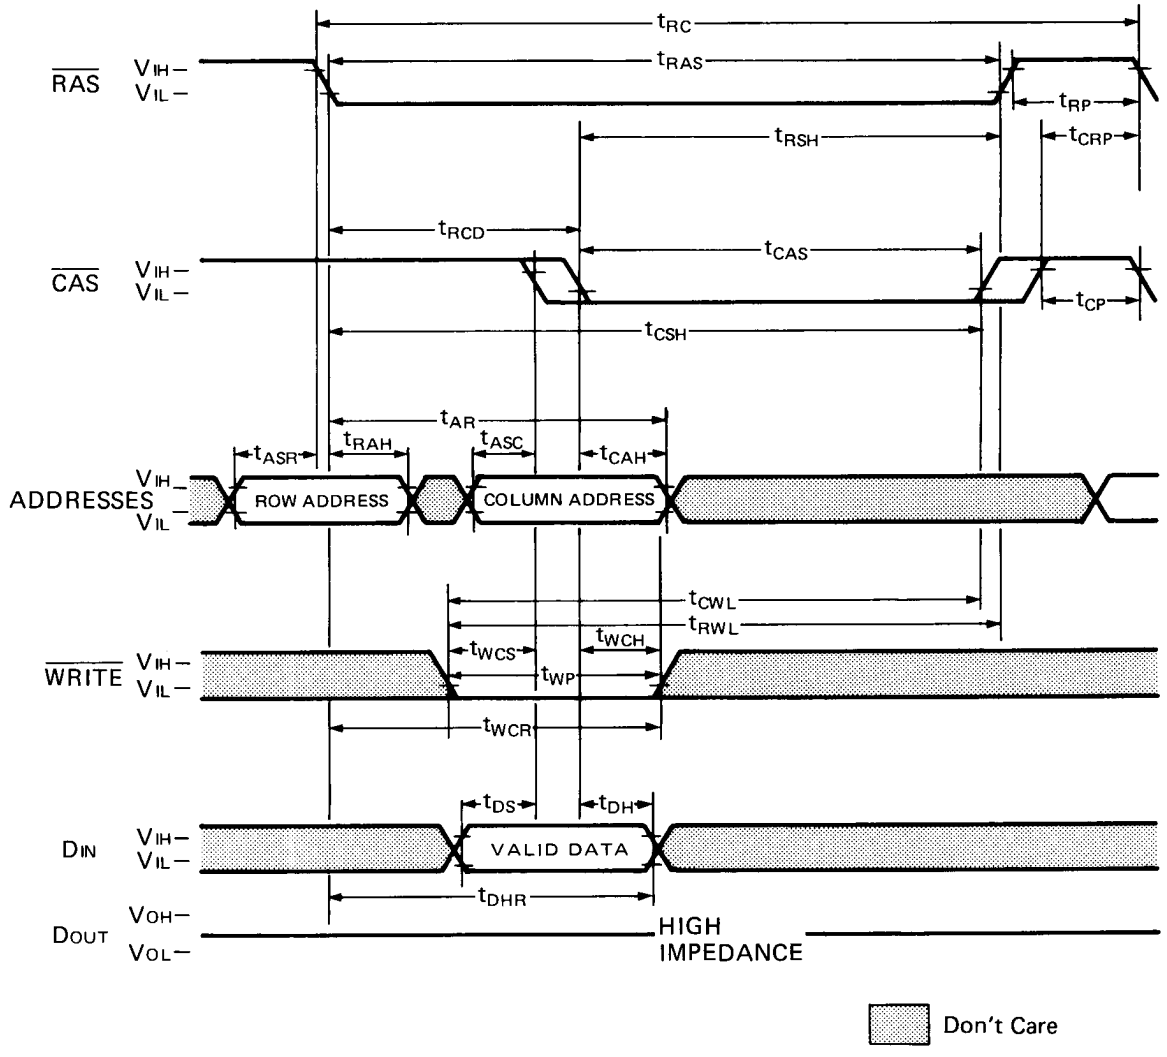 tRC
RAS VIH VIL tRAS
tRP
tRSH tCRP
tRCD tCAS
CAS VIH VIL
tCP
tCSH
tAR
tASR tRAH tASC tCAH
ADDRESSES VIH VIL ROW ADDRESS COLUMN ADDRESS
tCWL
tRWL
tWCS tWCH
WRITE VIH VIL tWP
tWCR
tDS tDH
DIN VIH VIL VALID DATA
tDHR
DOUT VOH VOL HIGH
IMPEDANCE
Don't Care